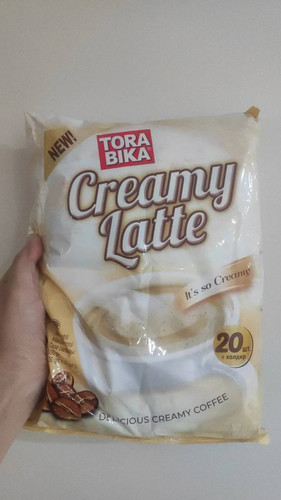 NEW!
TORA
BIKA
Creamy
Latte
It's so Creamy
20 ШТ.
DELICIOUS CREAMY COFFEE